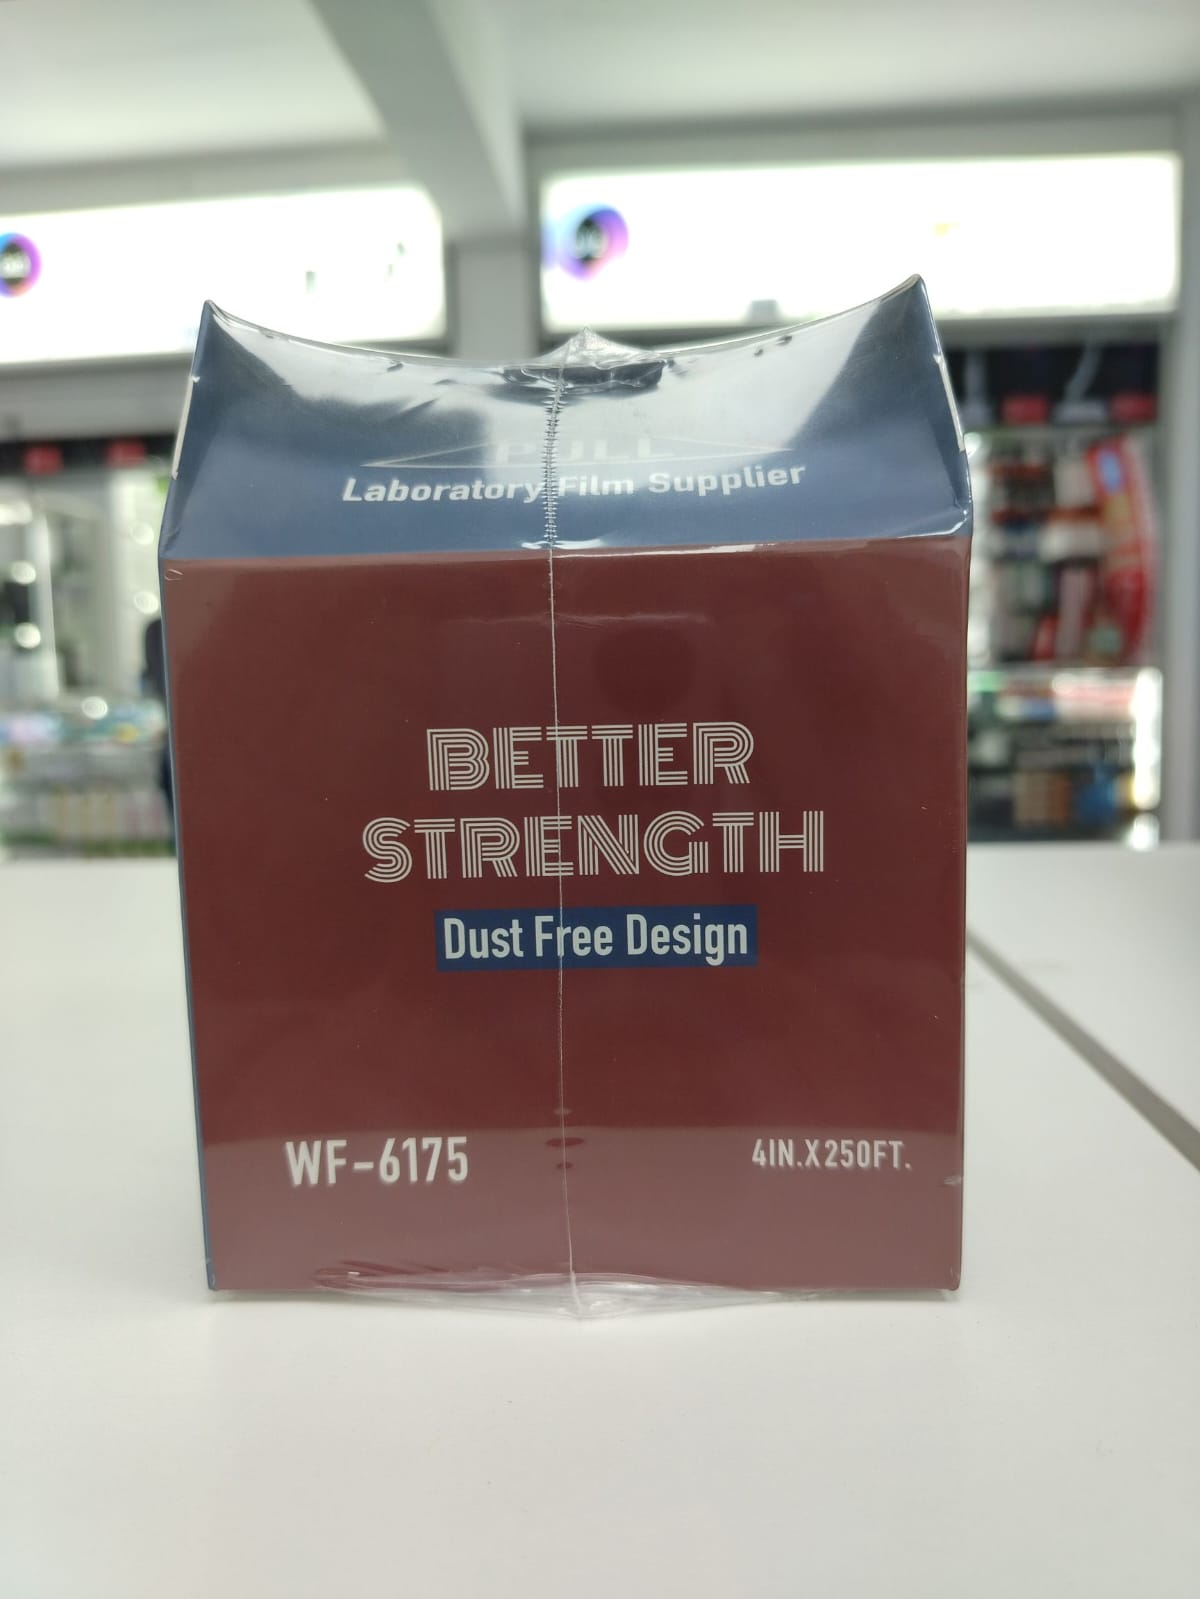 PULL
Laboratory Film Supplier
BETTER
STRENGTH
Dust Free Design
WF-6175
4IN.X250FT.